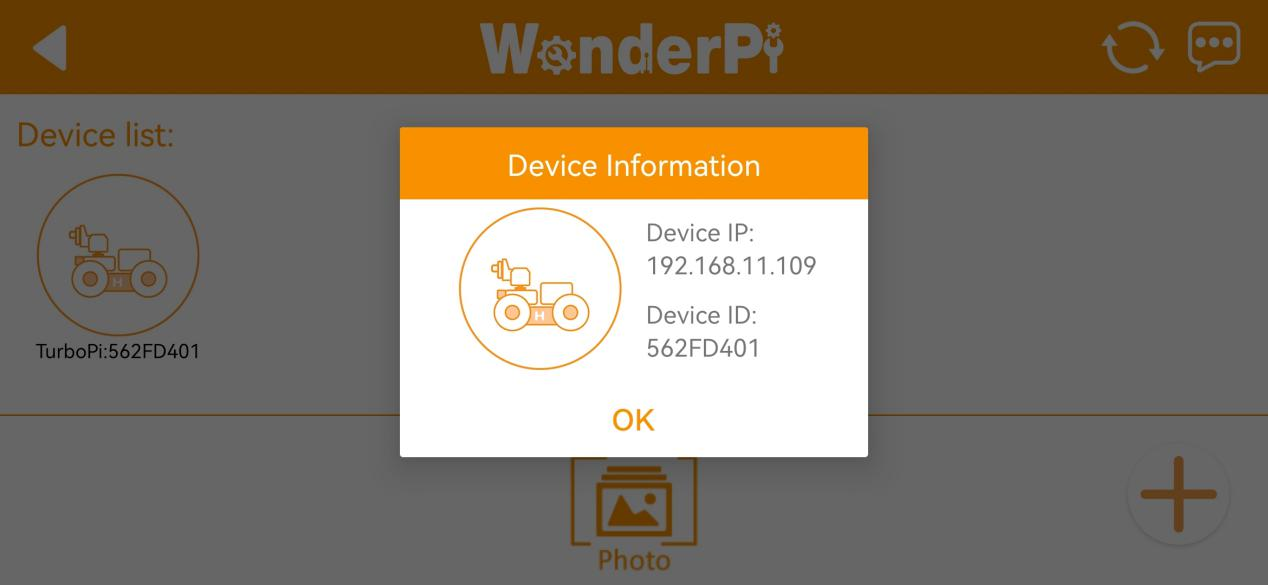 WonderPi
Device list:
TurboPi:562FD401
Device Information
H
H
Device IP:
192.168.11.109
Device ID:
562FD401
OK
Photo